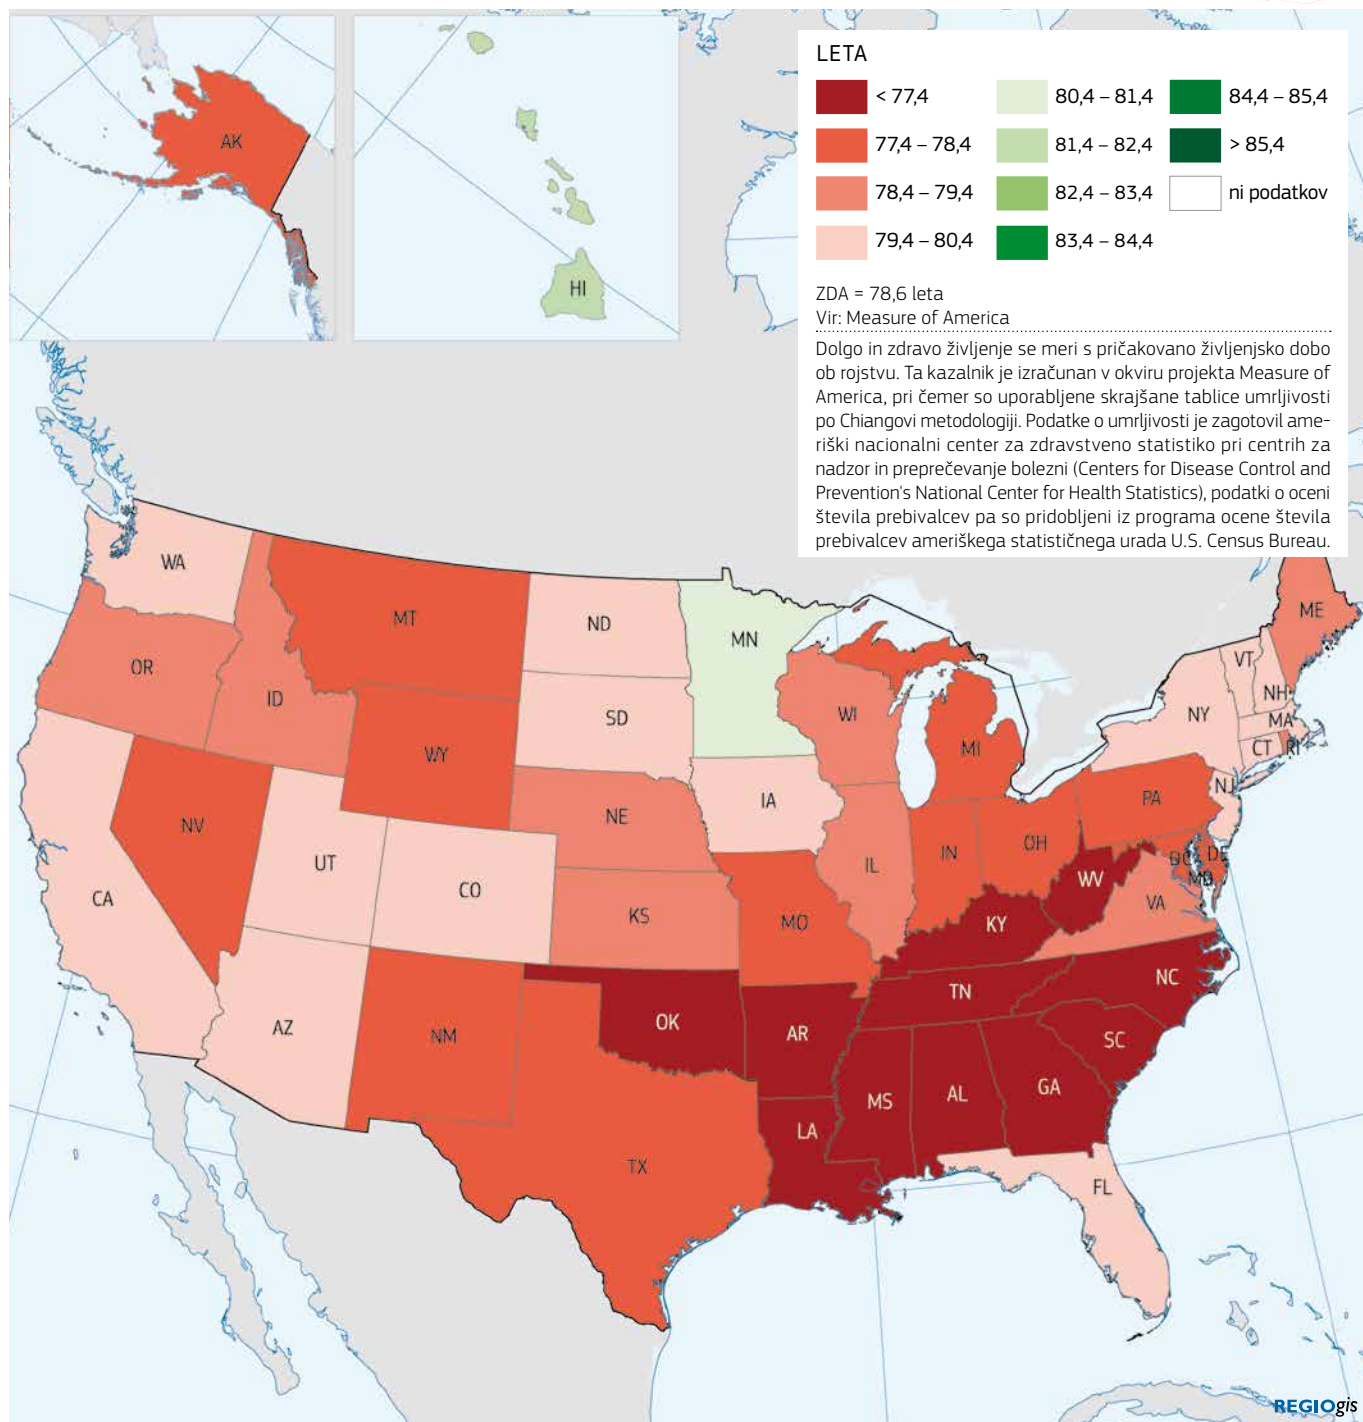 LETA
< 77,4
77,4 – 78,4
78,4 – 79,4
79,4 – 80,4
80,4 – 81,4
81,4 – 82,4
82,4 – 83,4
83,4 – 84,4
84,4 – 85,4
> 85,4
ni podatkov
ZDA = 78,6 leta
Vir: Measure of America
Dolgo in zdravo življenje se meri s pričakovano življenjsko dobo
ob rojstvu. Ta kazalnik je izračunan v okviru projekta Measure of
America, pri čemer so uporabljene skrajšane tablice umrljivosti
po Chiangovi metodologiji. Podatke o umrljivosti je zagotovil ame-
riški nacionalni center za zdravstveno statistiko pri centrih za
nadzor in preprečevanje bolezni (Centers for Disease Control and
Prevention's National Center for Health Statistics), podatki o oceni
števila prebivalcev pa so pridobljeni iz programa ocene števila
prebivalcev ameriškega statističnega urada U.S. Census Bureau.
AK
HI
WA
MT
ND
MN
ME
OR
ID
SD
WI
VT
NH
NY
MA
WY
MI
CT
RI
NV
NE
IA
PA
NJ
UT
CO
IL
IN
OH
DC
DE
MD
CA
KS
MO
WV
VA
KY
AZ
NM
OK
AR
TN
NC
SC
MS
AL
GA
TX
LA
FL
REGIOgis